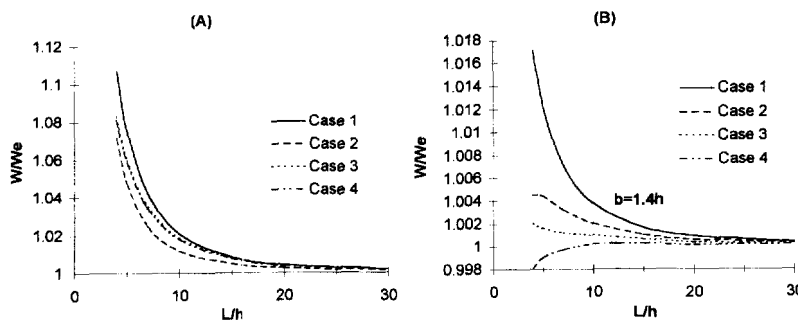 (A)
W/We
1.12
1.1
1.08
1.06
1.04
1.02
1
0
10
20
30
L/h
Case 1
Case 2
Case 3
Case 4
(B)
W/We
1.018
1.016
1.014
1.012
1.01
1.008
1.006
1.004
1.002
1
0.998
0
10
20
30
L/h
Case 1
Case 2
Case 3
Case 4
b=1.4h